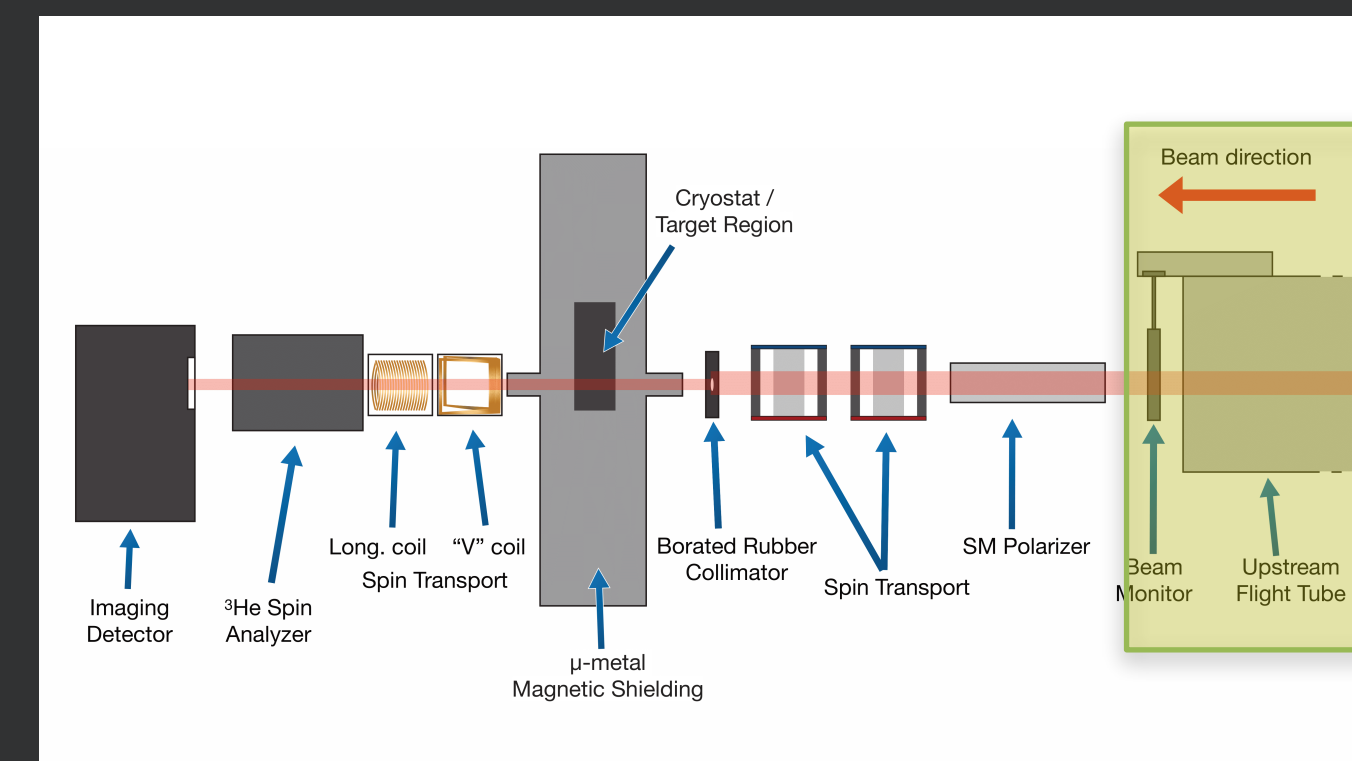 Beam direction
Cryostat /
Target Region
Long. coil
“V” coil
Spin Transport
Borated Rubber
Collimator
SM Polarizer
Spin Transport
Beam
Monitor
Upstream
Flight Tube
Imaging
Detector
³He Spin
Analyzer
µ-metal
Magnetic Shielding